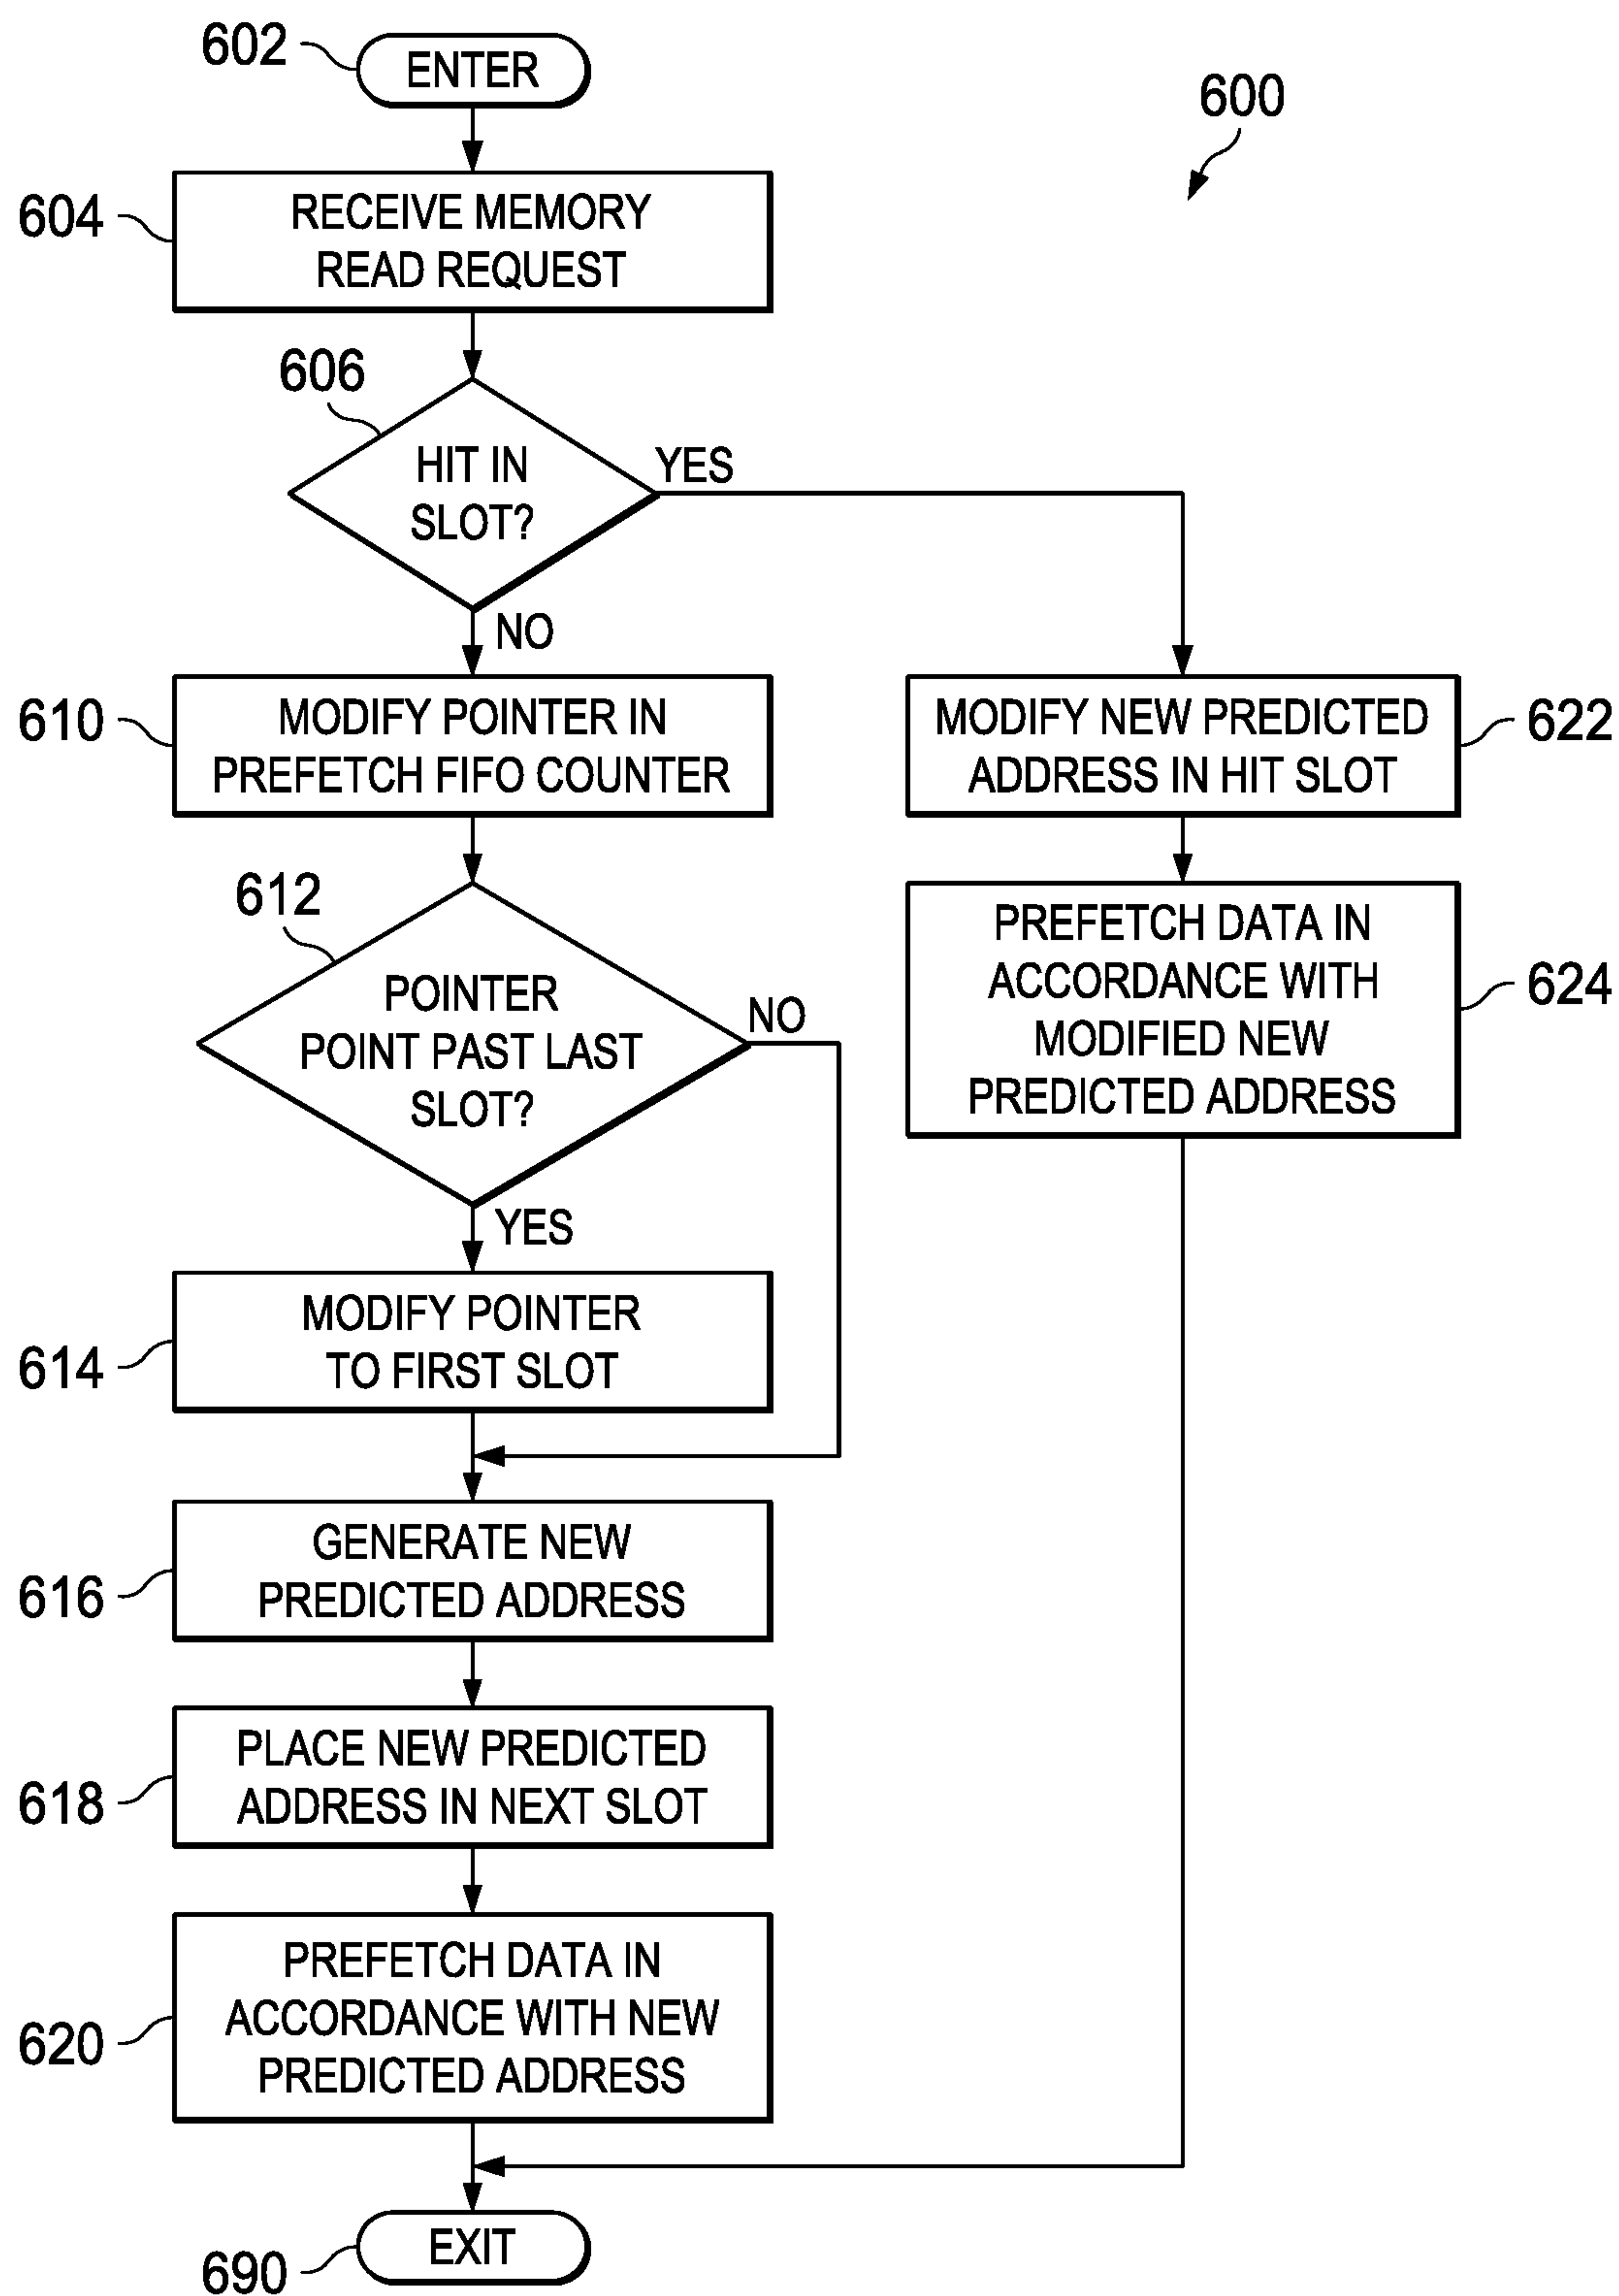 602
ENTER
600
604
RECEIVE MEMORY
READ REQUEST
606
HIT IN
SLOT?
YES
NO
610
MODIFY POINTER IN
PREFETCH FIFO COUNTER
MODIFY NEW PREDICTED
ADDRESS IN HIT SLOT
622
612
POINTER
POINT PAST LAST
SLOT?
NO
YES
PREFETCH DATA IN
ACCORDANCE WITH
MODIFIED NEW
PREDICTED ADDRESS
624
614
MODIFY POINTER
TO FIRST SLOT
616
GENERATE NEW
PREDICTED ADDRESS
618
PLACE NEW PREDICTED
ADDRESS IN NEXT SLOT
620
PREFETCH DATA IN
ACCORDANCE WITH NEW
PREDICTED ADDRESS
690
EXIT